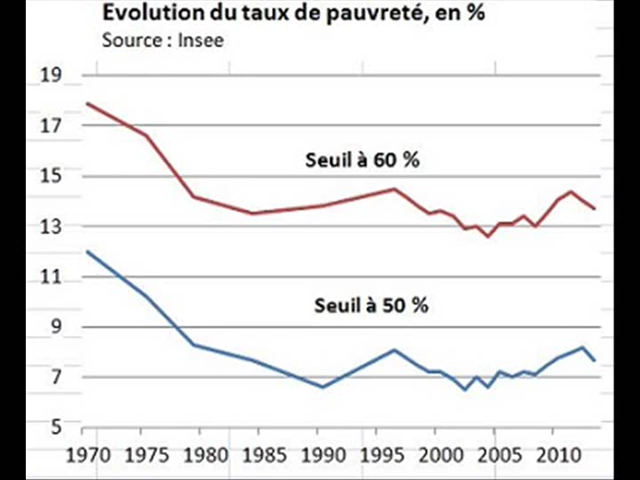 Evolution du taux de pauvreté, en %
Source : Insee
19
17
Seuil à 60 %
15
13
11
Seuil à 50 %
9
7
5
1970 1975 1980 1985 1990 1995 2000 2005 2010